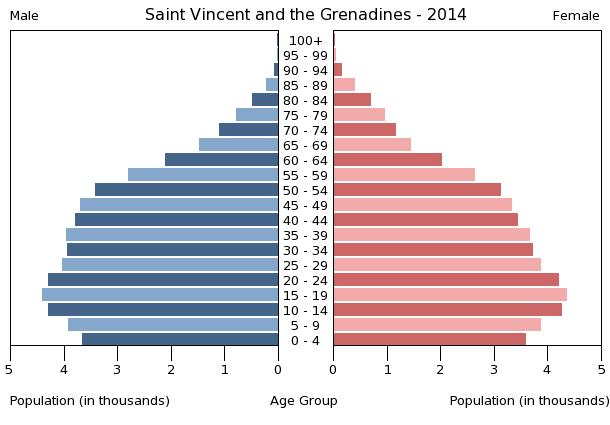 Saint Vincent and the Grenadines - 2014
Male
Female
100+
95 - 99
90 - 94
85 - 89
80 - 84
75 - 79
70 - 74
65 - 69
60 - 64
55 - 59
50 - 54
45 - 49
40 - 44
35 - 39
30 - 34
25 - 29
20 - 24
15 - 19
10 - 14
5 - 9
0 - 4
5 4 3 2 1 0 0 1 2 3 4 5
Population (in thousands) Age Group Population (in thousands)